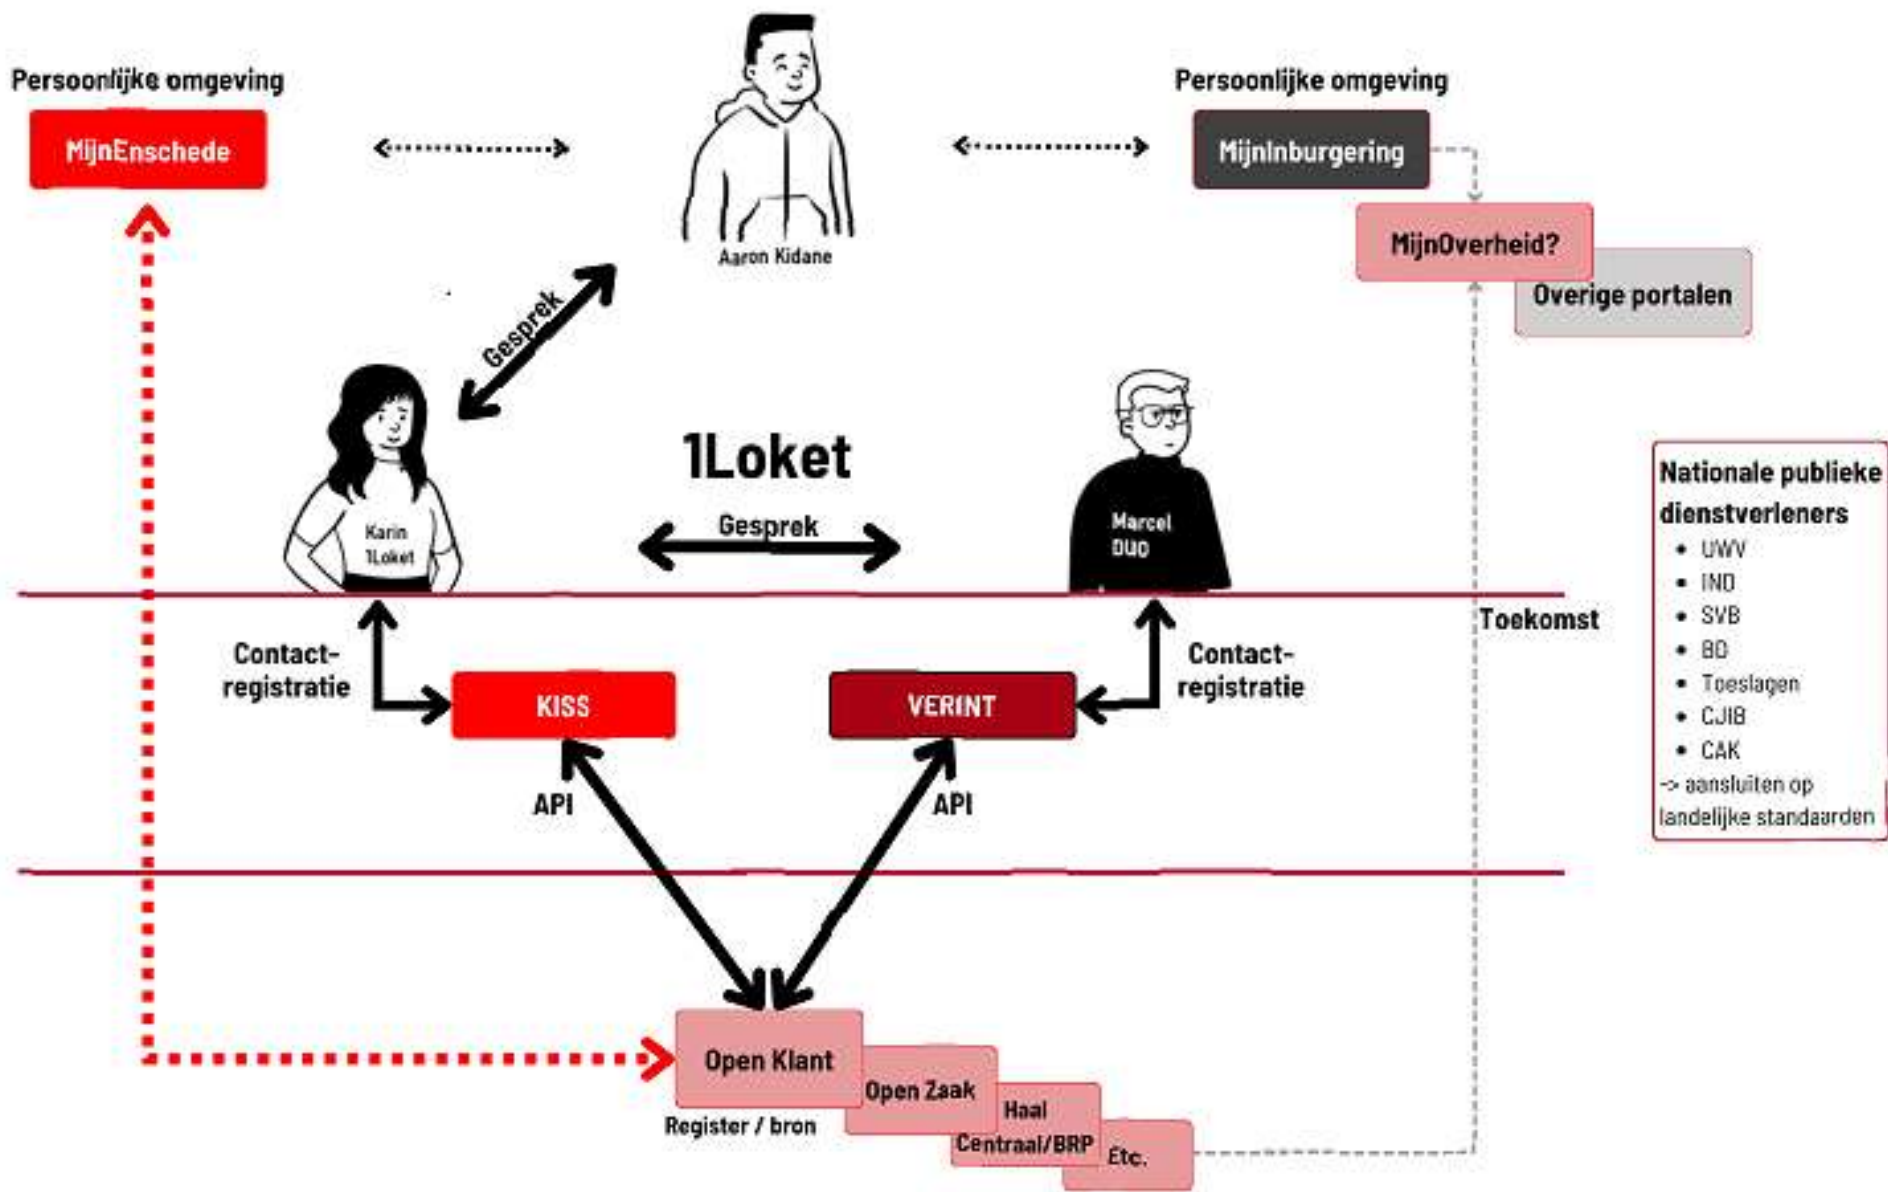 Persoonlijke omgeving
MijnEnschede
Aaron Kidane
Persoonlijke omgeving
MijnInburgering
MijnOverheid?
Overige portalen
Gesprek
1Loket
Gesprek
Karin
1Loket
Marcel
DUO
Nationale publieke
dienstverleners
• UWV
• IND
• SVB
• BD
• Toeslagen
• CJIB
• CAK
-> aansluiten op
landelijke standaarden
Toekomst
Contact-
registratie
KISS
VERINT
Contact-
registratie
API
API
Open Klant
Register / bron
Open Zaak
Haal
Centraal/BRP
Etc.